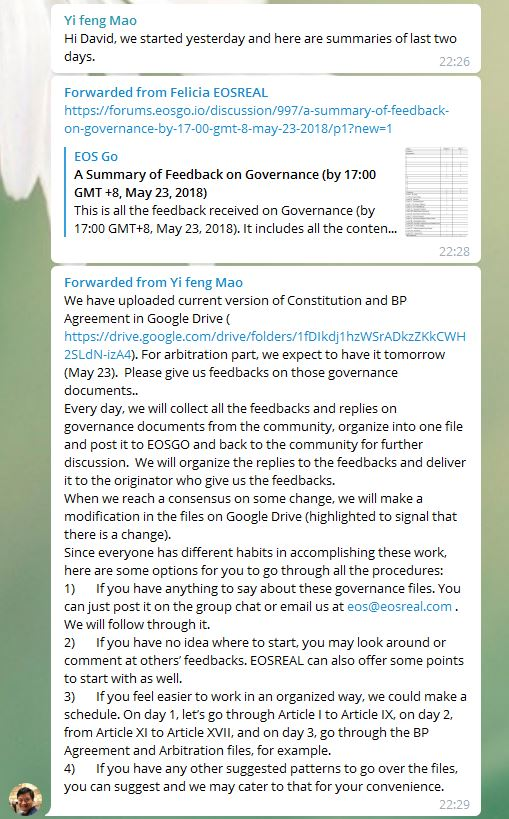 Yi feng Mao
Hi David, we started yesterday and here are summaries of last two
days.
22:26
Forwarded from Felicia EOSREAL
https://forums.eosgo.io/discussion/997/a-summary-of-feedback-
on-governance-by-17-00-gmt-8-may-23-2018/p1?new=1
EOS Go
A Summary of Feedback on Governance (by 17:00
GMT +8, May 23, 2018)
This is all the feedback received on Governance (by
17:00 GMT+8, May 23, 2018). It includes all the conten...
22:28
Forwarded from Yi feng Mao
We have uploaded current version of Constitution and BP
Agreement in Google Drive (
https://drive.google.com/drive/folders/1fDIkdj1hzWSrADkzZKkCWH
2SLdN-izA4). For arbitration part, we expect to have it tomorrow
(May 23).  Please give us feedbacks on those governance
documents..
Every day, we will collect all the feedbacks and replies on
governance documents from the community, organize into one file
and post it to EOSGO and back to the community for further
discussion.  We will organize the replies to the feedbacks and deliver
it to the originator who give us the feedbacks.
When we reach a consensus on some change, we will make a
modification in the files on Google Drive (highlighted to signal that
there is a change).
Since everyone has different habits in accomplishing these work,
here are some options for you to go through all the procedures:
1)      If you have anything to say about these governance files. You
can just post it on the group chat or email us at eos@eosreal.com .
We will follow through it.
2)      If you have no idea where to start, you may look around or
comment at others' feedbacks. EOSREAL can also offer some points
to start with as well.
3)      If you feel easier to work in an organized way, we could make a
schedule. On day 1, let's go through Article I to Article IX, on day 2,
from Article XI to Article XVII, and on day 3, go through the BP
Agreement and Arbitration files, for example.
4)      If you have any other suggested patterns to go over the files,
you can suggest and we may cater to that for your convenience.
22:29